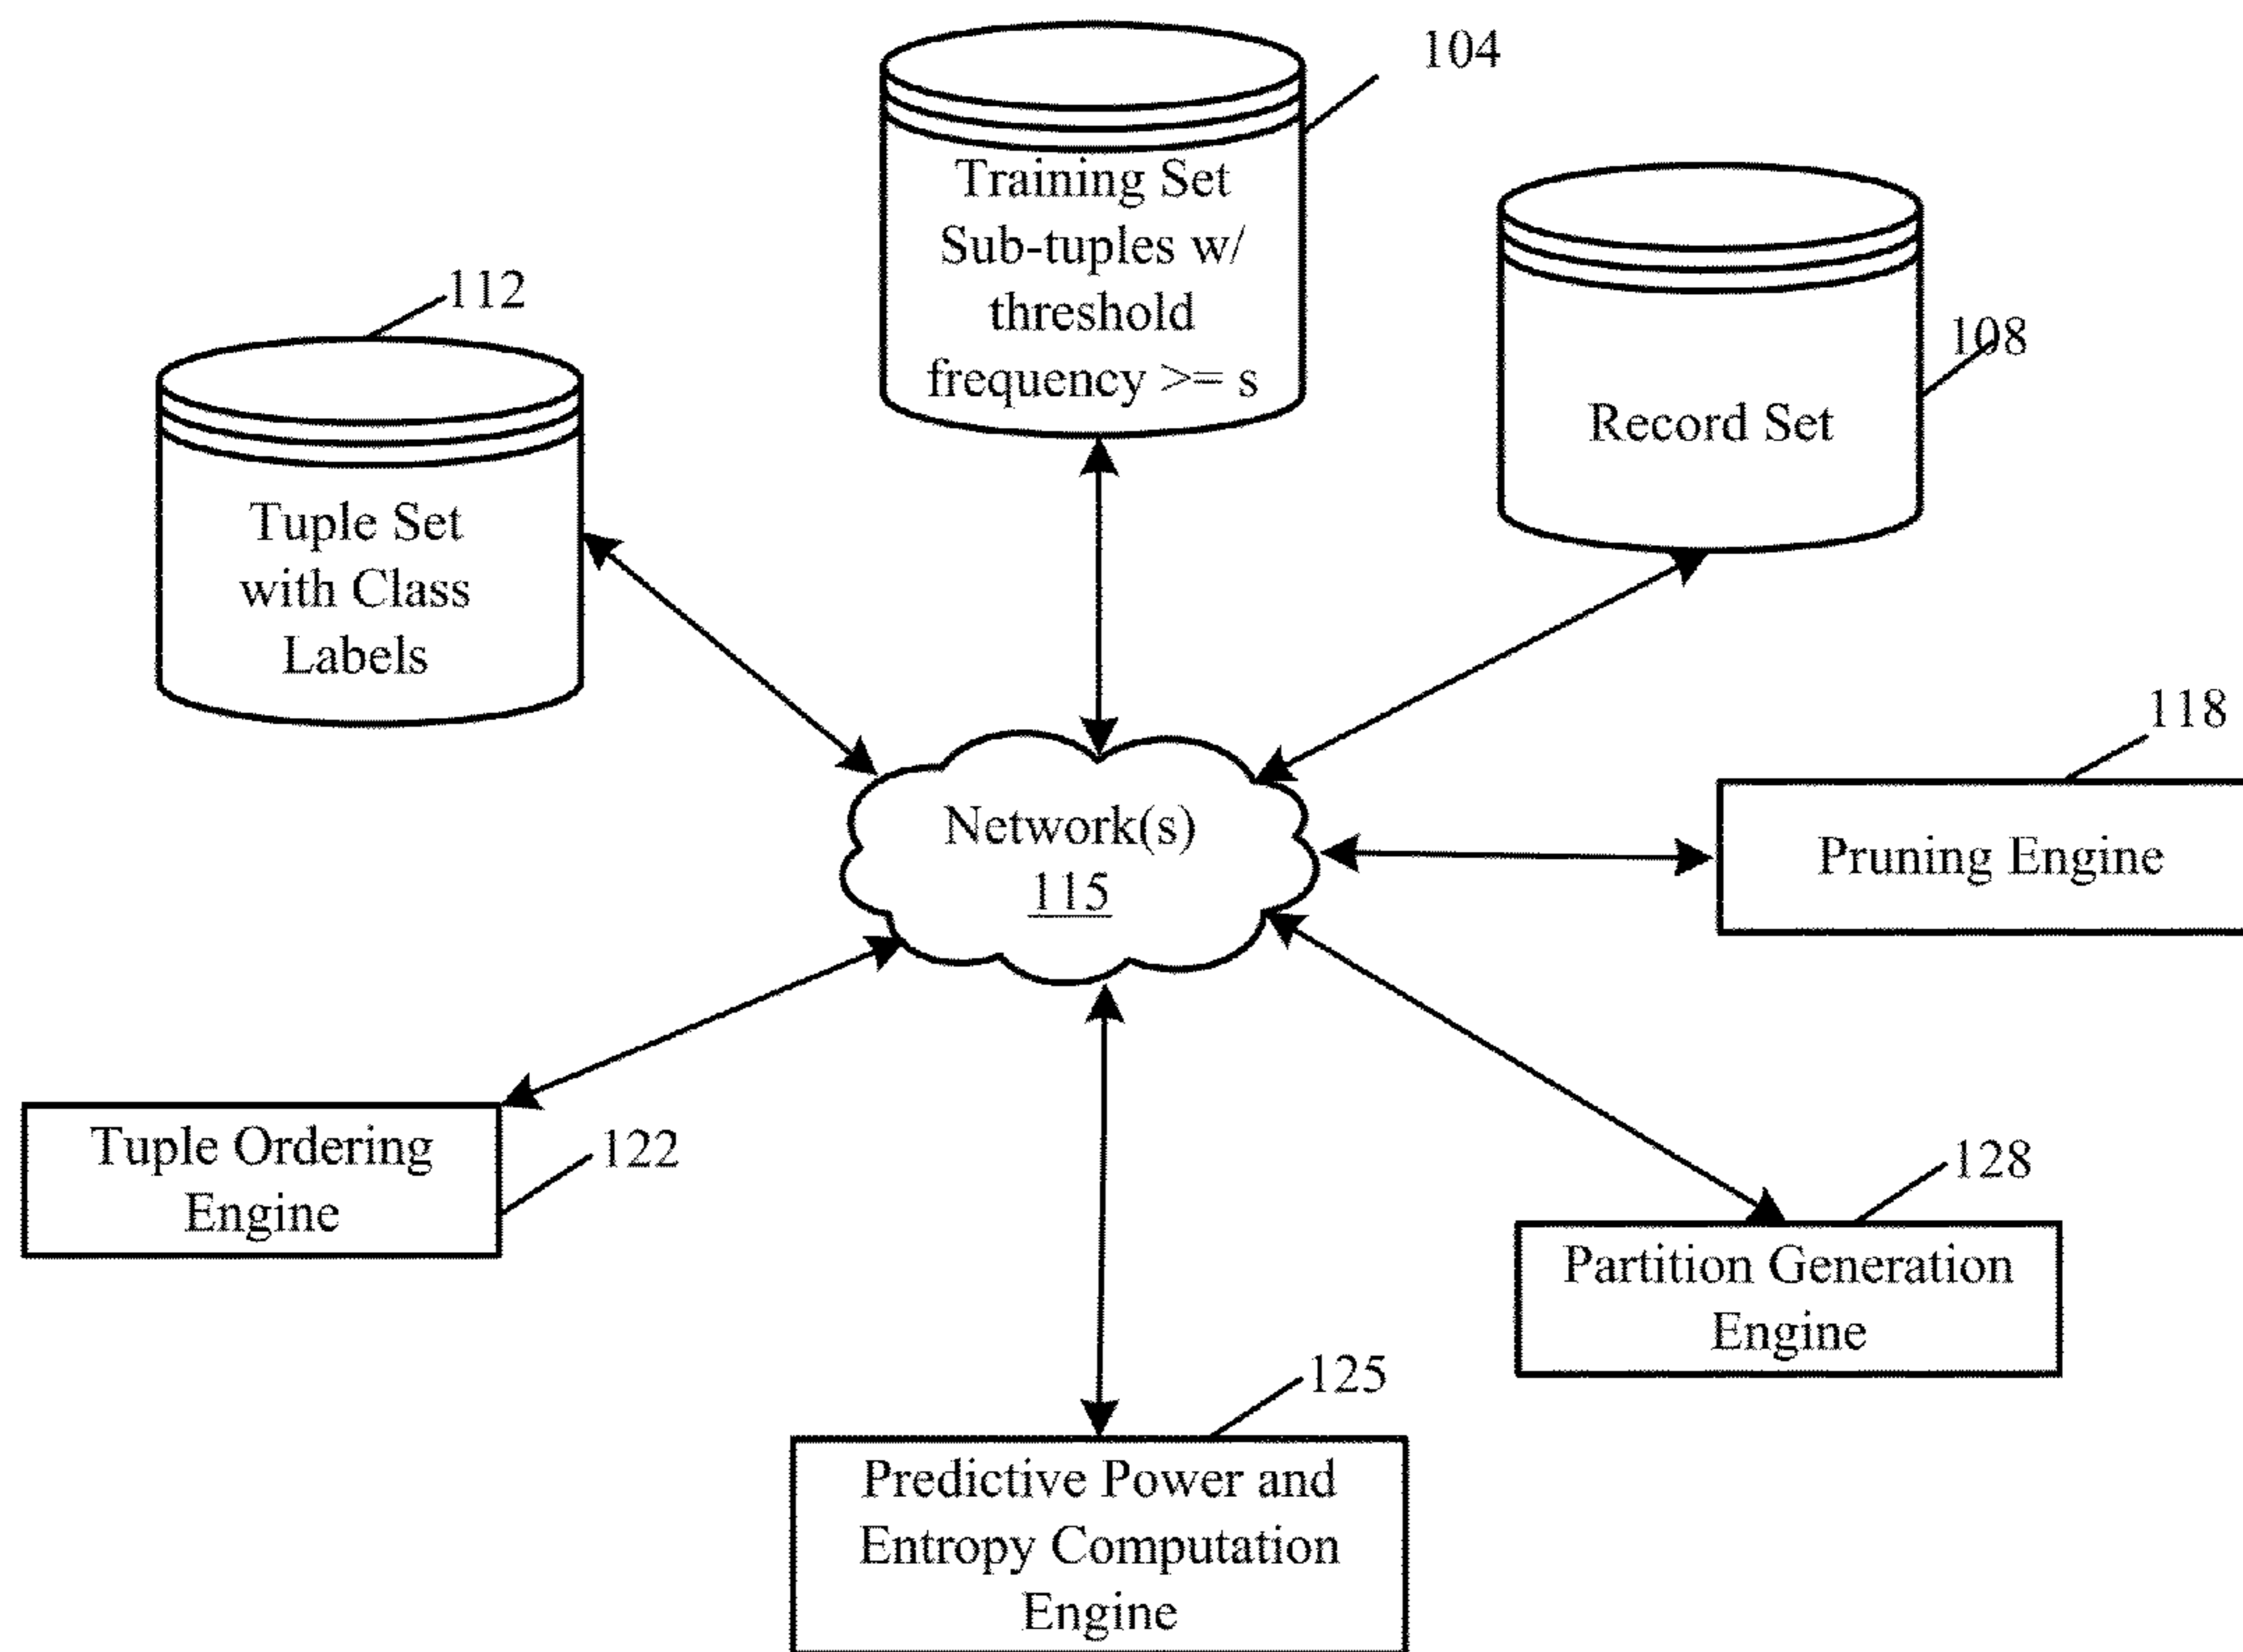 104
Training Set
Sub-tuples w/
threshold
frequency >= s
112
Tuple Set
with Class
Labels
108
Record Set
Network(s)
115
118
Pruning Engine
Tuple Ordering
Engine
122
128
Partition Generation
Engine
125
Predictive Power and
Entropy Computation
Engine